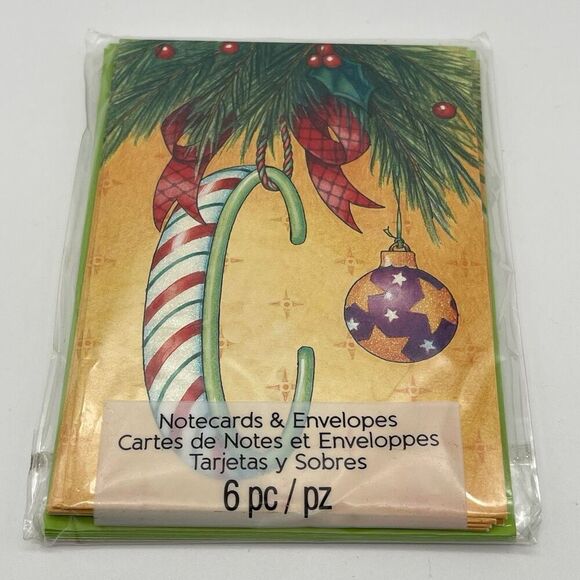 C
Notecards & Envelopes
Cartes de Notes et Enveloppes
Tarjetas y Sobres
6 pc / pz